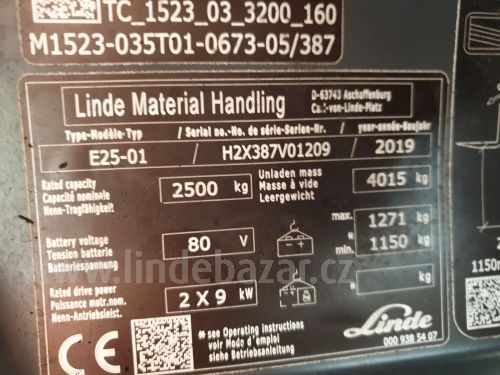 TC_1523_03_3200_160
M1523-035T01-0673-05/387
Linde Material Handling
D-63743 Aschaffenburg
Carl-von-Linde-Platz
Type-Modèle-Typ / Serial no.-No. de série-Serien-Nr. / year-année-Baujahr
E25-01 / H2X387V01209 / 2019
Rated capacity
Capacité nominale
Nenn-Tragfähigkeit
2500 kg
Unladen mass
Masse à vide
Leergewicht
4015 kg
Battery voltage
Tension batterie
Batteriespannung
80 V
max. 1271 kg
*
min. 1150 kg
Rated drive power
Puissance motr.nom.
Nenn-Antriebsleist.
2 X 9 kW
kg
www.lindebazar.cz
CE
* see Operating instructions
voir Mode d'emploi
siehe Betriebsanleitung
Linde
000 938 54 07
1150